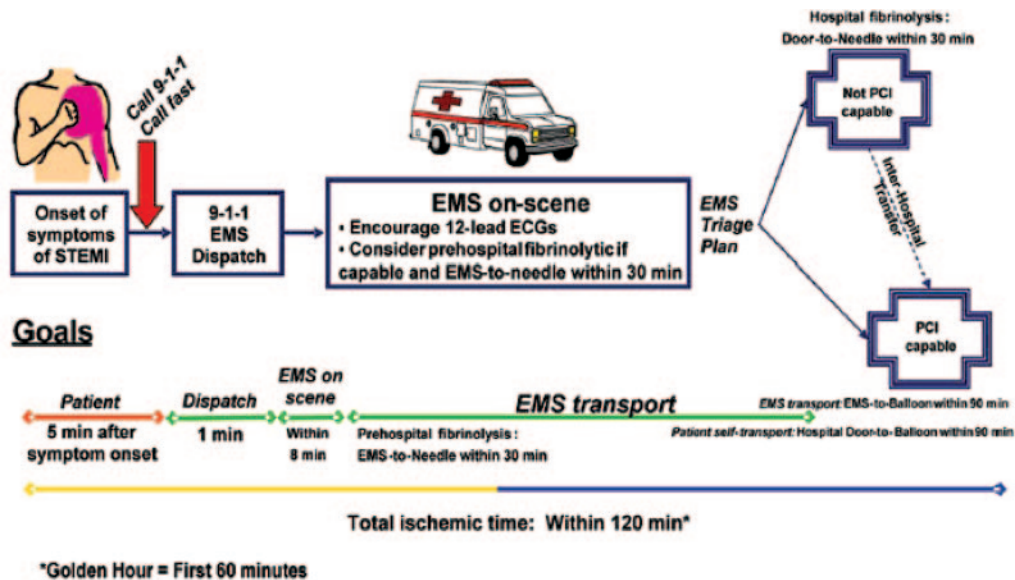 Hospital fibrinolysis:
Door-to-Needle within 30 min
Call 9-1-1
Call fast
Not PCI
capable
Inter-Hospital
Transfer
Onset of
symptoms
of STEMI
9-1-1
EMS
Dispatch
EMS on-scene
• Encourage 12-lead ECGs
• Consider prehospital fibrinolytic if
capable and EMS-to-needle within 30 min
EMS
Triage
Plan
PCI
capable
Goals
Patient
5 min after
symptom onset
Dispatch
1 min
EMS on
scene
Within
8 min
EMS transport
Prehospital fibrinolysis:
EMS-to-Needle within 30 min
EMS transport: EMS-to-Balloon within 90 min
Patient self-transport: Hospital Door-to-Balloon within 90 min
Total ischemic time: Within 120 min*
*Golden Hour = First 60 minutes